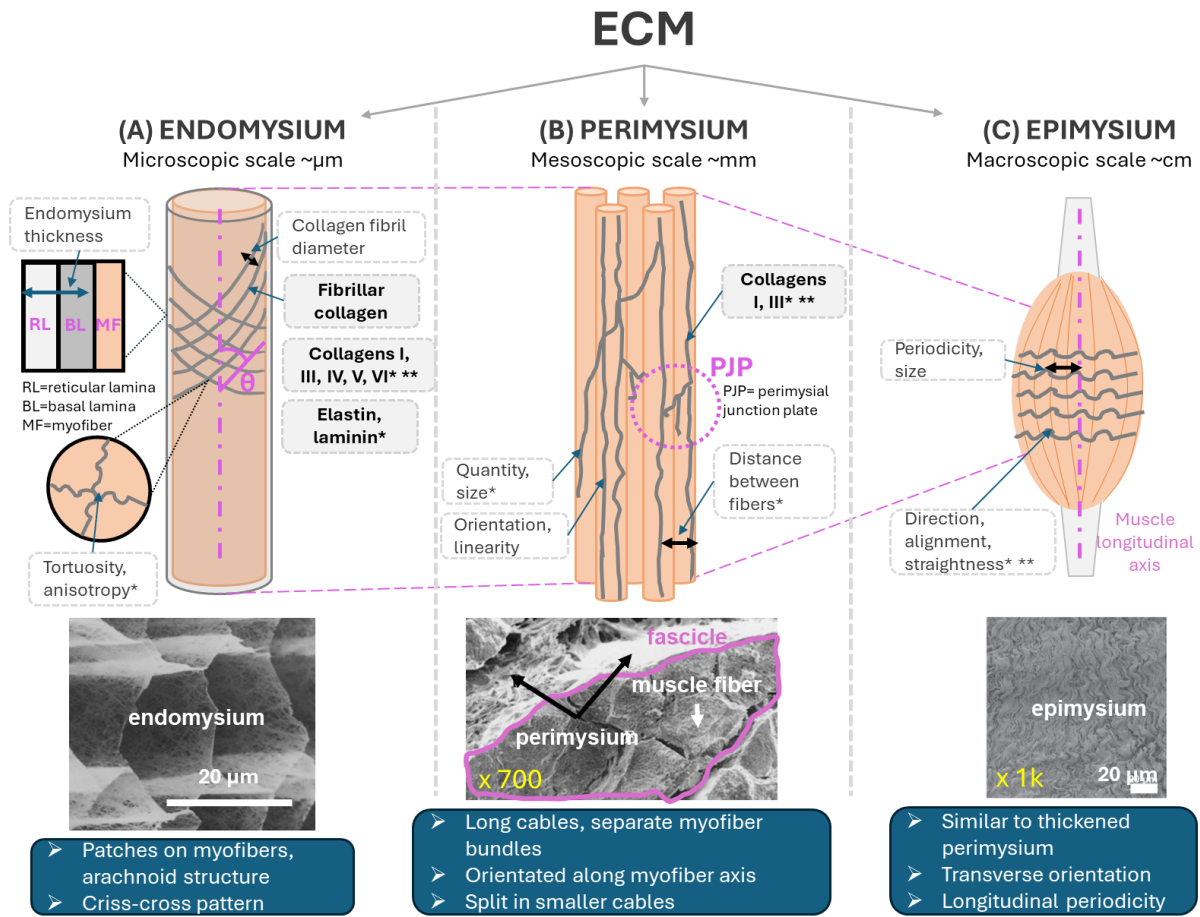 ECM
(A) ENDOMYSIUM
Microscopic scale ~µm
Endomysium
thickness
Collagen fibril
diameter
Fibrillar
collagen
RL
BL
MF
Collagens I,
III, IV, V, VI* **
θ
RL=reticular lamina
BL=basal lamina
MF=myofiber
Elastin,
laminin*
Tortuosity,
anisotropy*
endomysium
20 µm
Patches on myofibers,
arachnoid structure
Criss-cross pattern
(B) PERIMYSIUM
Mesoscopic scale ~mm
Collagens
I, III* **
PJP
PJP= perimysial
junction plate
Quantity,
size*
Distance
between
fibers*
Orientation,
linearity
fascicle
muscle fiber
perimysium
x 700
Long cables, separate myofiber
bundles
Orientated along myofiber axis
Split in smaller cables
(C) EPIMYSIUM
Macroscopic scale ~cm
Periodicity,
size
Direction,
alignment,
straightness* **
Muscle
longitudinal
axis
epimysium
x 1k
20 µm
Similar to thickened
perimysium
Transverse orientation
Longitudinal periodicity